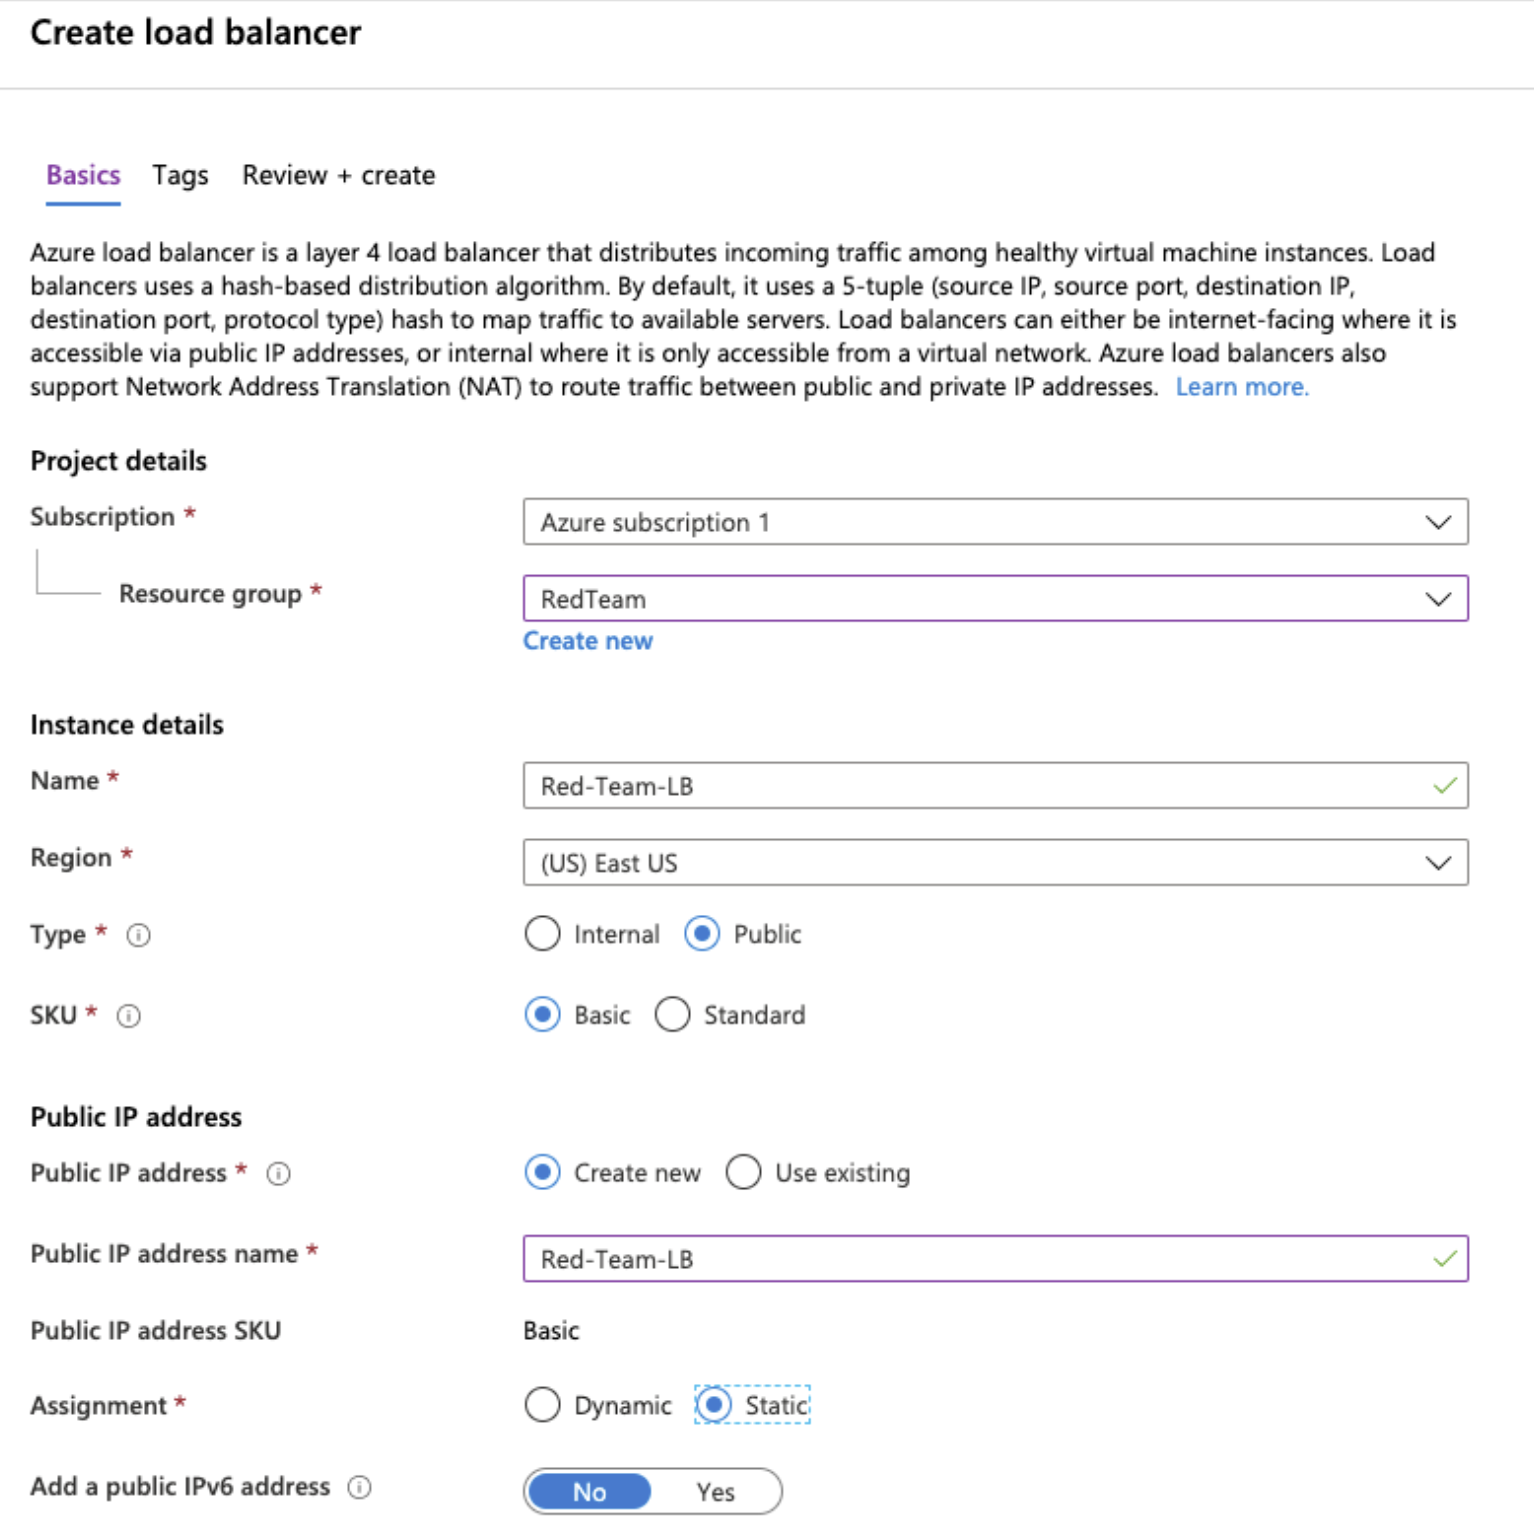 Create load balancer
Basics Tags Review + create
Azure load balancer is a layer 4 load balancer that distributes incoming traffic among healthy virtual machine instances. Load
balancers uses a hash-based distribution algorithm. By default, it uses a 5-tuple (source IP, source port, destination IP,
destination port, protocol type) hash to map traffic to available servers. Load balancers can either be internet-facing where it is
accessible via public IP addresses, or internal where it is only accessible from a virtual network. Azure load balancers also
support Network Address Translation (NAT) to route traffic between public and private IP addresses. Learn more.
Project details
Subscription * Azure subscription 1
Resource group * RedTeam
Create new
Instance details
Name * Red-Team-LB
Region * (US) East US
Type * Internal Public
SKU * Basic Standard
Public IP address
Public IP address * Create new Use existing
Public IP address name * Red-Team-LB
Public IP address SKU Basic
Assignment * Dynamic Static
Add a public IPv6 address No Yes